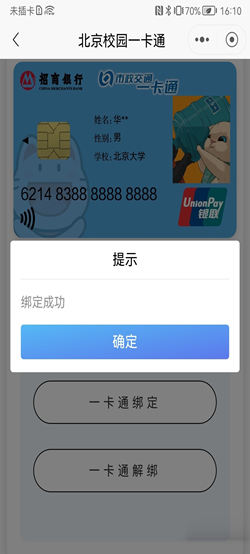 未插卡
70%
16:10
北京校园一卡通
招商银行
CHINA MERCHANTS BANK
市政交通
一卡通
姓名:华**
性别:男
学校:北京大学
6214 8388 8888 8888
UnionPay
银联
提示
绑定成功
确定
一卡通绑定
一卡通解绑